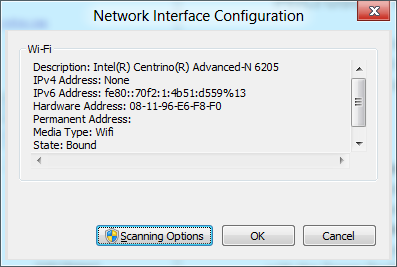 Network Interface Configuration
Wi-Fi
Description: Intel(R) Centrino(R) Advanced-N 6205
IPv4 Address: None
IPv6 Address: fe80::70f2:1:4b51:d559%13
Hardware Address: 08-11-96-E6-F8-F0
Permanent Address:
Media Type: Wifi
State: Bound
Scanning Options
OK
Cancel